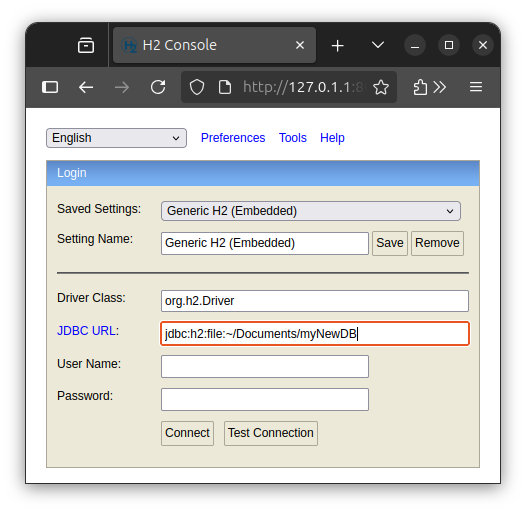 H2 Console
http://127.0.1.1:8
English Preferences Tools Help
Login
Saved Settings: Generic H2 (Embedded)
Setting Name: Generic H2 (Embedded) Save Remove
Driver Class: org.h2.Driver
JDBC URL: jdbc:h2:file:~/Documents/myNewDB
User Name:
Password:
Connect Test Connection